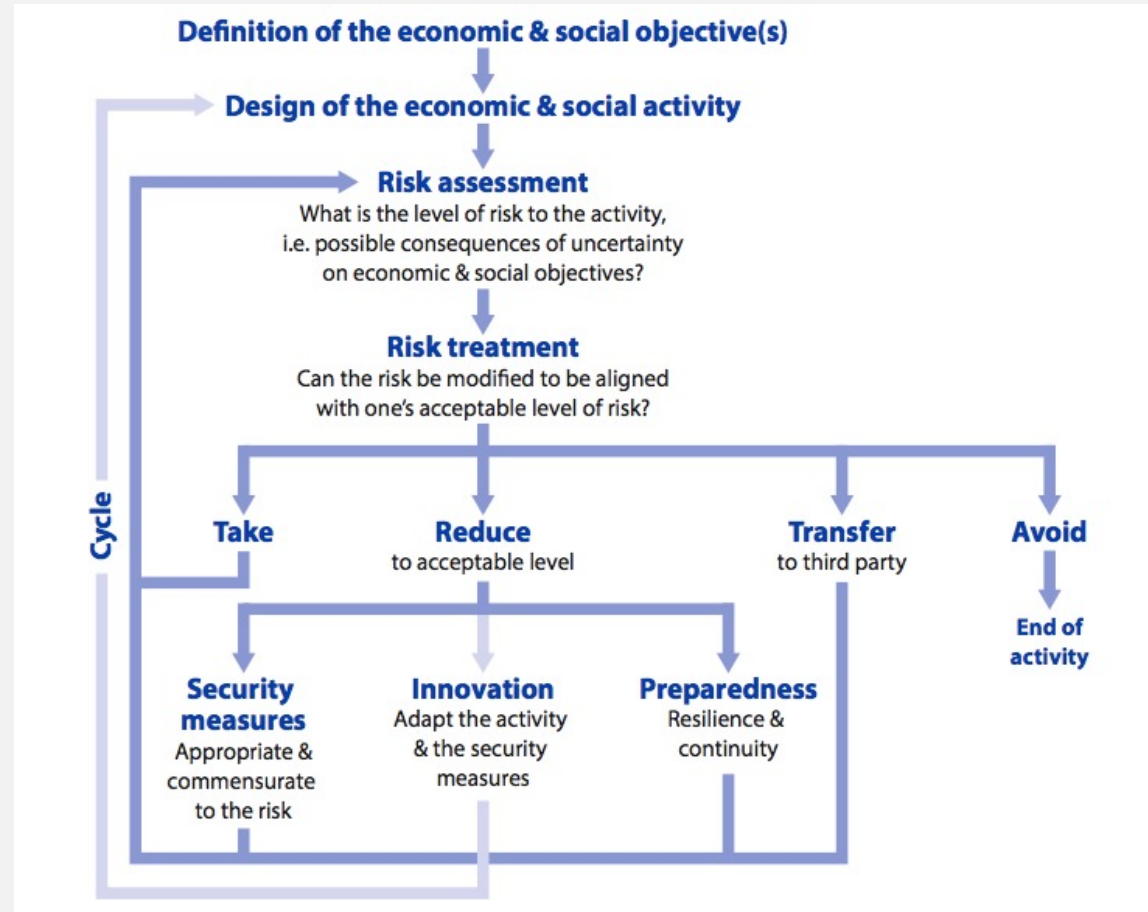 Definition of the economic & social objective(s)
Design of the economic & social activity
Risk assessment
What is the level of risk to the activity,
i.e. possible consequences of uncertainty
on economic & social objectives?
Risk treatment
Can the risk be modified to be aligned
with one's acceptable level of risk?
Cycle
Take
Reduce
to acceptable level
Transfer
to third party
Avoid
End of
activity
Security
measures
Appropriate &
commensurate
to the risk
Innovation
Adapt the activity
& the security
measures
Preparedness
Resilience &
continuity